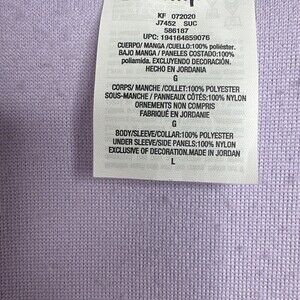 KF 072020
J7452 SUC
586187
UPC: 194164859076
CUERPO/ MANGA /CUELLO:100% poliéster.
BAJO MANGA / PANELES COSTADO:100%
poliamida. EXCLUYENDO DECORACIÓN.
HECHO EN JORDANIA
G
CORPS/ MANCHE /COLLET:100% POLYESTER
SOUS-MANCHE / PANNEAUX CÔTÉS:100% NYLON
ORNEMENTS NON COMPRIS
FABRIQUÉ EN JORDANIE
G
BODY/SLEEVE/COLLAR:100% POLYESTER
UNDER SLEEVE/SIDE PANELS:100% NYLON
EXCLUSIVE OF DECORATION.MADE IN JORDAN
L